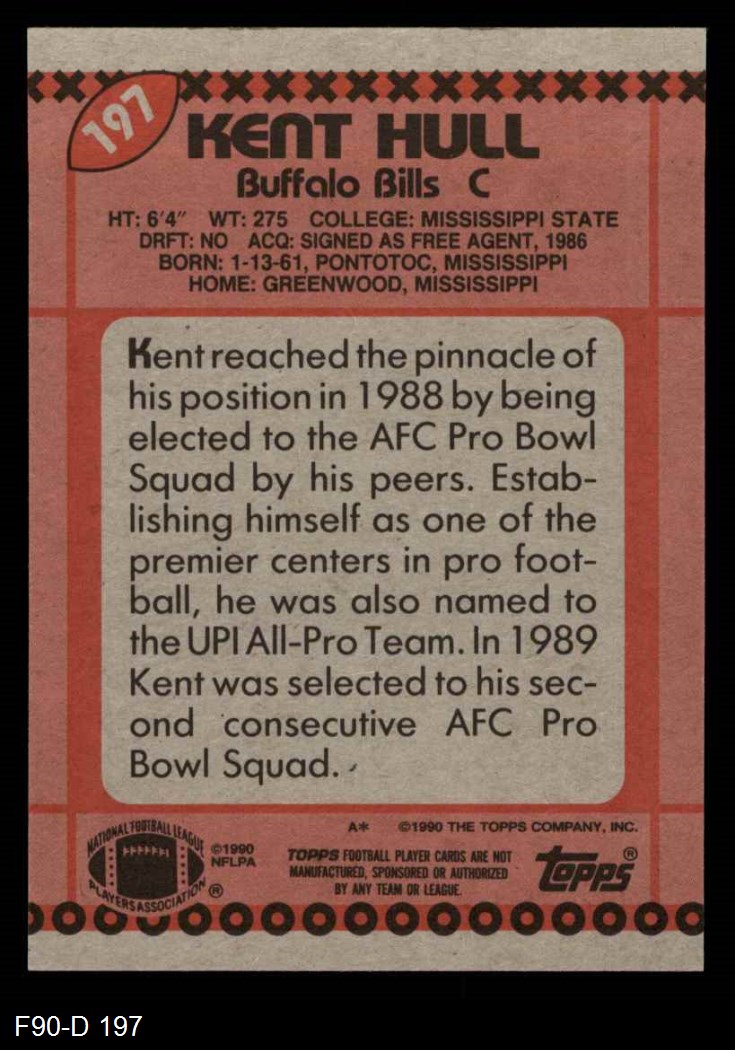 197
KENT HULL
Buffalo Bills C
HT: 6'4" WT: 275 COLLEGE: MISSISSIPPI STATE
DRFT: NO ACQ: SIGNED AS FREE AGENT, 1986
BORN: 1-13-61, PONTOTOC, MISSISSIPPI
HOME: GREENWOOD, MISSISSIPPI
Kent reached the pinnacle of
his position in 1988 by being
elected to the AFC Pro Bowl
Squad by his peers. Estab-
lishing himself as one of the
premier centers in pro foot-
ball, he was also named to
the UPI All-Pro Team. In 1989
Kent was selected to his sec-
ond consecutive AFC Pro
Bowl Squad.
A* ©1990 THE TOPPS COMPANY, INC.
NATIONAL FOOTBALL LEAGUE
PLAYERS ASSOCIATION ®
©1990
NFLPA
TOPPS FOOTBALL PLAYER CARDS ARE NOT
MANUFACTURED, SPONSORED OR AUTHORIZED
BY ANY TEAM OR LEAGUE.
Topps®
F90-D 197